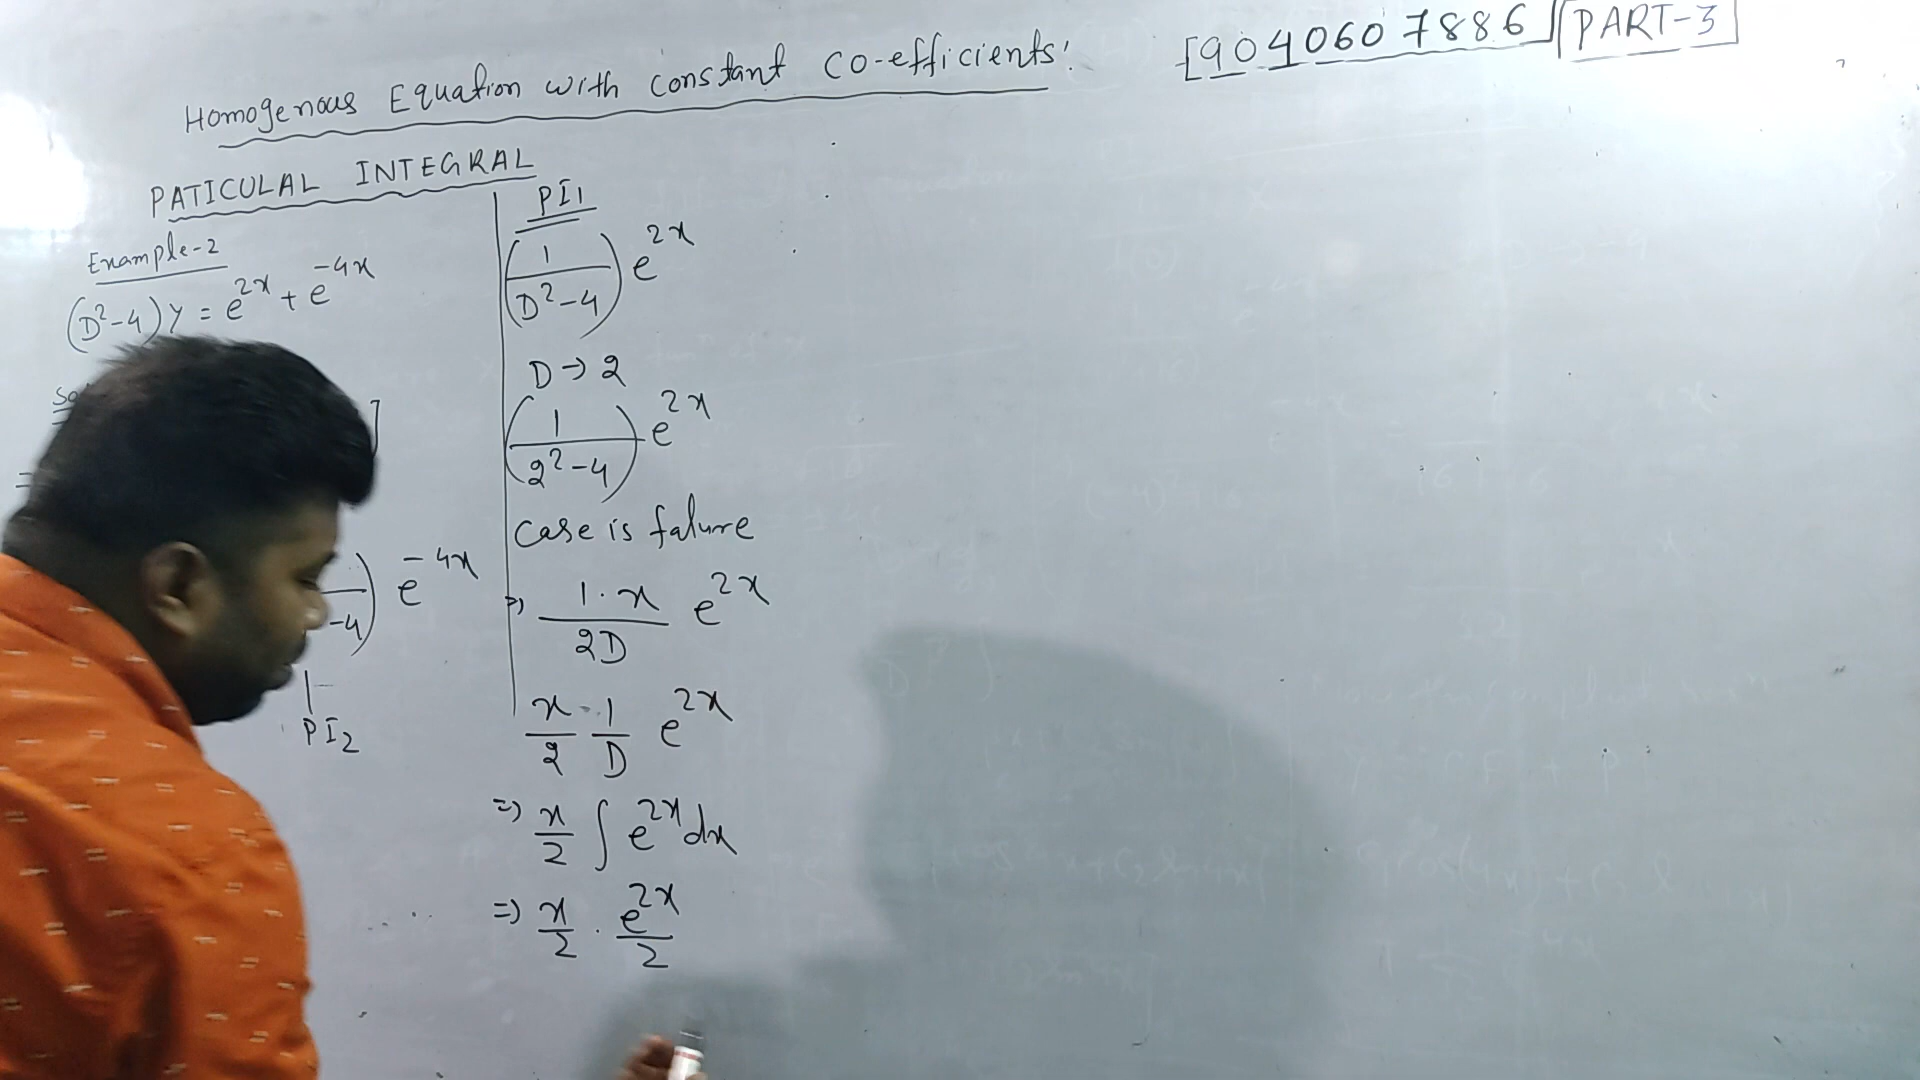 Homogenous Equation with constant co-efficients:
[9040607886] [PART-3]
PATICULAL INTEGRAL
Example-2
(D²-4)y = e^2x + e^-4x
-4) e^-4x
PI₂
PI₁
(1/(D²-4)) e^2x
D → 2
(1/(2²-4)) e^2x
case is falure
⇒ (1·x)/(2D) e^2x
x/2 · 1/D e^2x
⇒ x/2 ∫ e^2x dx
⇒ x/2 · e^2x/2